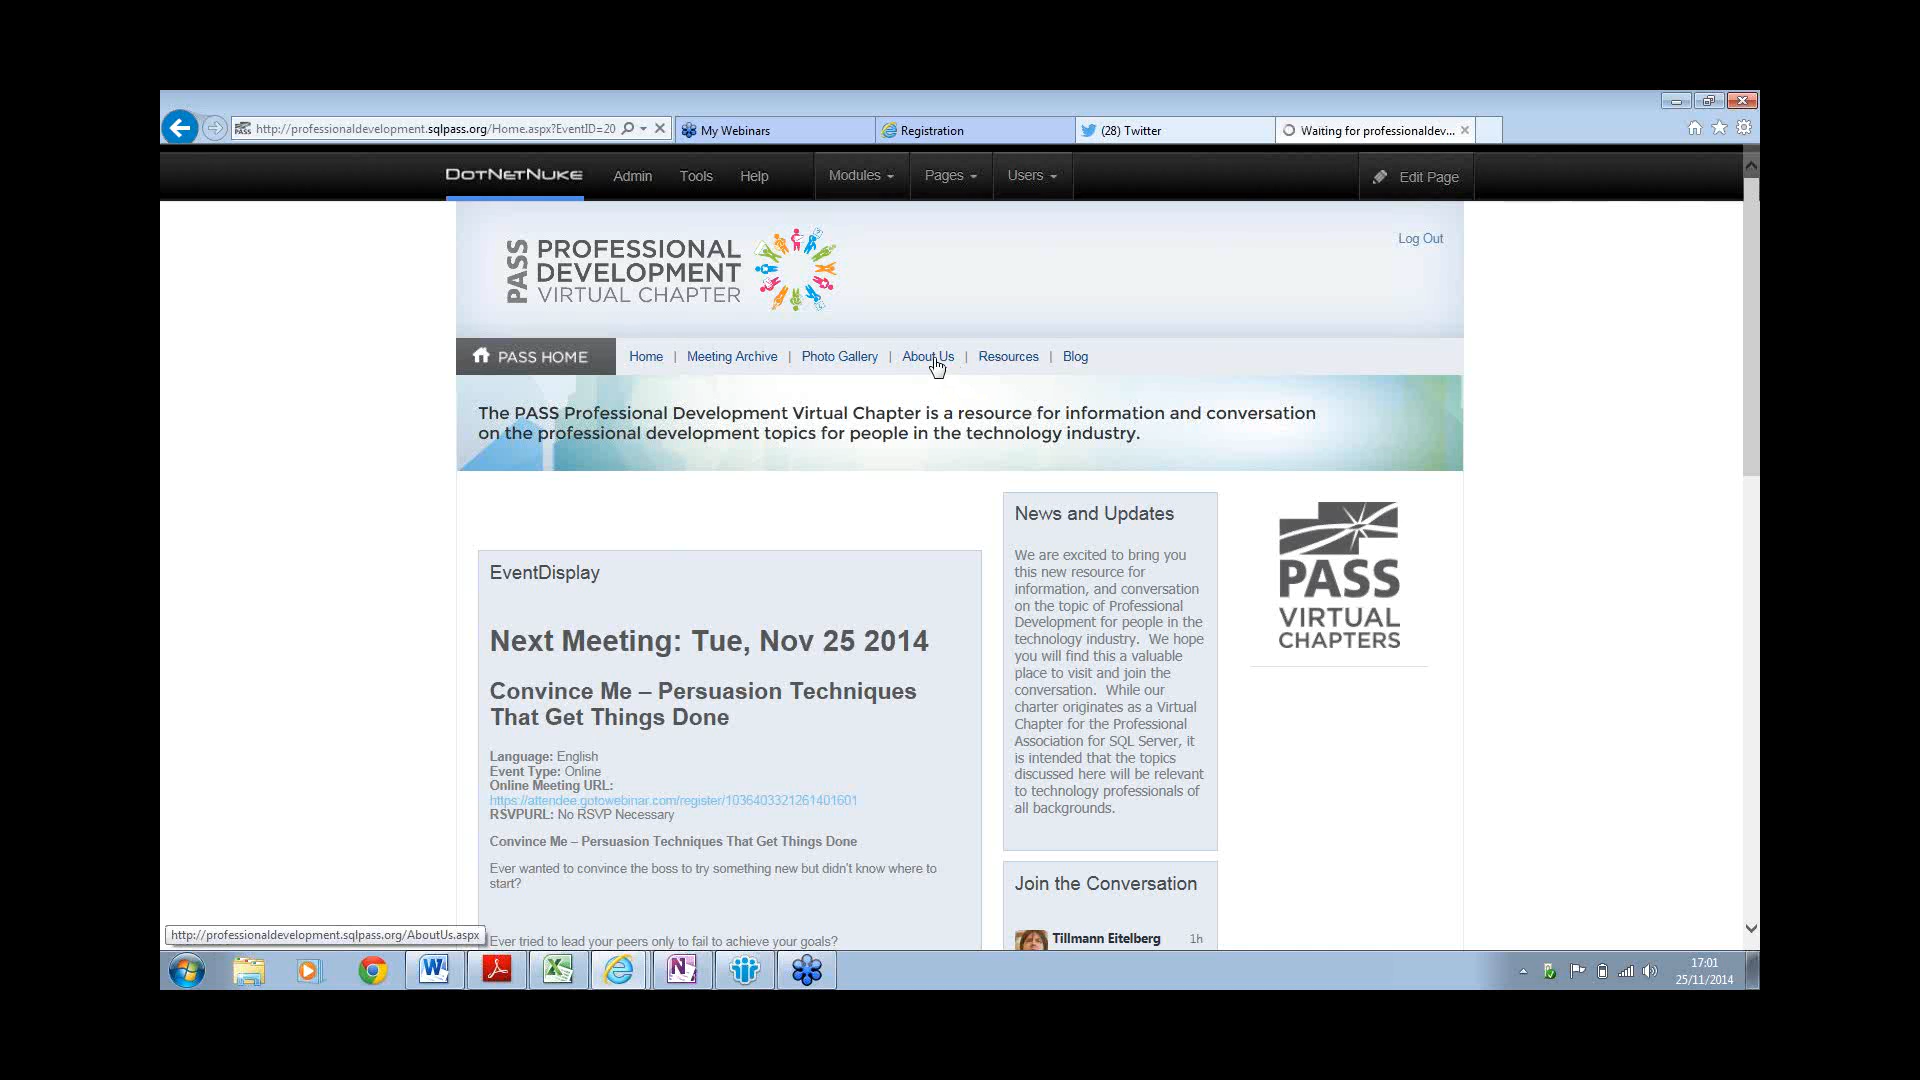 http://professionaldevelopment.sqlpass.org/Home.aspx?EventID=20
My Webinars
Registration
(28) Twitter
Waiting for professionaldev...
DOTNETNUKE
Admin
Tools
Help
Modules
Pages
Users
Edit Page
Log Out
PASS
PROFESSIONAL
DEVELOPMENT
VIRTUAL CHAPTER
PASS HOME
Home | Meeting Archive | Photo Gallery | About Us | Resources | Blog
The PASS Professional Development Virtual Chapter is a resource for information and conversation
on the professional development topics for people in the technology industry.
EventDisplay
Next Meeting: Tue, Nov 25 2014
Convince Me – Persuasion Techniques
That Get Things Done
Language: English
Event Type: Online
Online Meeting URL:
https://attendee.gotowebinar.com/register/1036403321261401601
RSVPURL: No RSVP Necessary
Convince Me – Persuasion Techniques That Get Things Done
Ever wanted to convince the boss to try something new but didn't know where to
start?
Ever tried to lead your peers only to fail to achieve your goals?
News and Updates
We are excited to bring you
this new resource for
information, and conversation
on the topic of Professional
Development for people in the
technology industry. We hope
you will find this a valuable
place to visit and join the
conversation. While our
charter originates as a Virtual
Chapter for the Professional
Association for SQL Server, it
is intended that the topics
discussed here will be relevant
to technology professionals of
all backgrounds.
Join the Conversation
Tillmann Eitelberg 1h
PASS
VIRTUAL
CHAPTERS
http://professionaldevelopment.sqlpass.org/AboutUs.aspx
17:01
25/11/2014